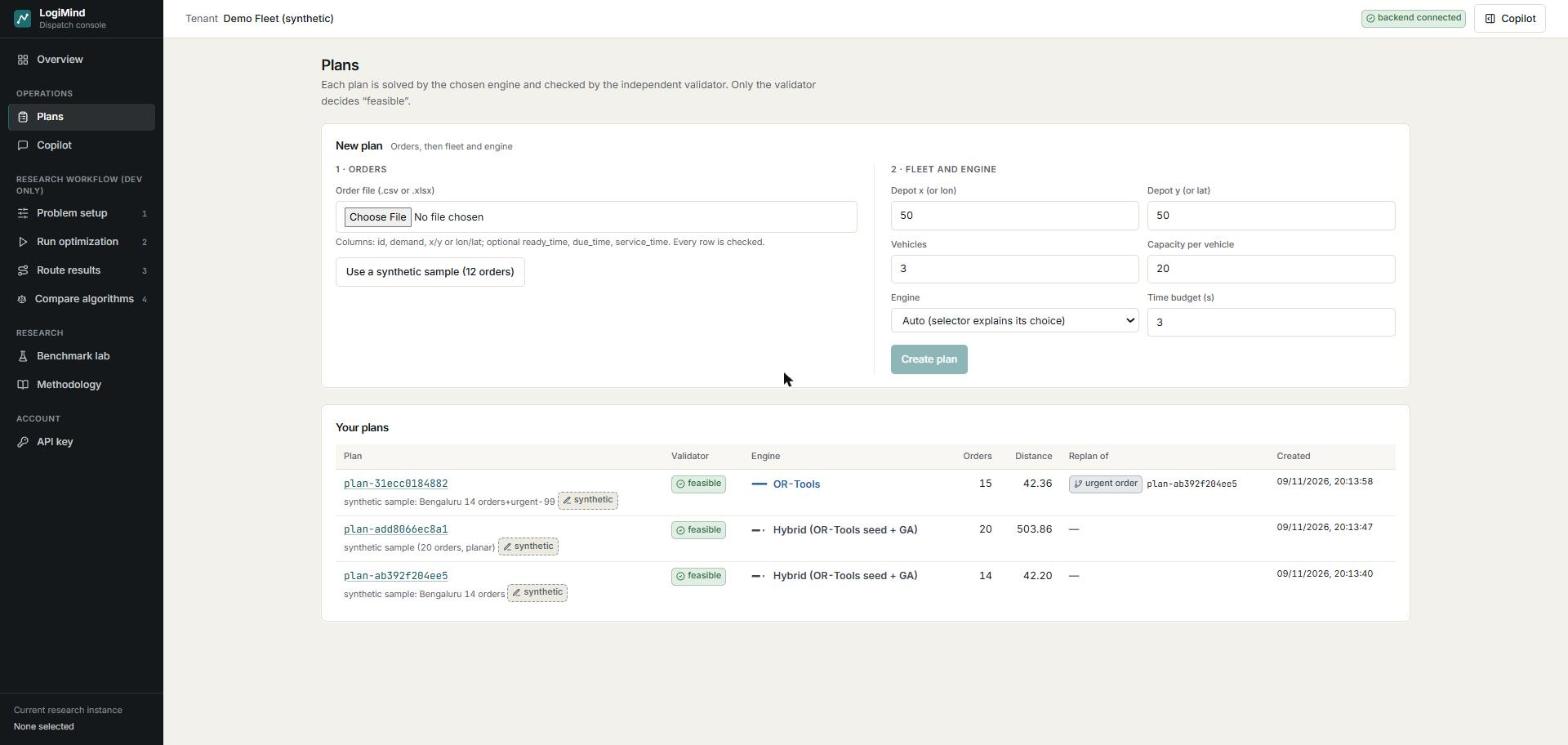 LogiMind
Dispatch console
Overview
OPERATIONS
Plans
Copilot
RESEARCH WORKFLOW (DEV
ONLY)
Problem setup 1
Run optimization 2
Route results 3
Compare algorithms 4
RESEARCH
Benchmark lab
Methodology
ACCOUNT
API key
Current research instance
None selected
Tenant Demo Fleet (synthetic)
backend connected
Copilot
Plans
Each plan is solved by the chosen engine and checked by the independent validator. Only the validator
decides “feasible”.
New plan Orders, then fleet and engine
1 · ORDERS
Order file (.csv or .xlsx)
Choose File No file chosen
Columns: id, demand, x/y or lon/lat; optional ready_time, due_time, service_time. Every row is checked.
Use a synthetic sample (12 orders)
2 · FLEET AND ENGINE
Depot x (or lon) Depot y (or lat)
50 50
Vehicles Capacity per vehicle
3 20
Engine Time budget (s)
Auto (selector explains its choice) 3
Create plan
Your plans
Plan Validator Engine Orders Distance Replan of Created
plan-31ecc0184882 feasible OR-Tools 15 42.36 urgent order plan-ab392f204ee5 09/11/2026, 20:13:58
synthetic sample: Bengaluru 14 orders+urgent-99 synthetic
plan-add8066ec8a1 feasible Hybrid (OR-Tools seed + GA) 20 503.86 — 09/11/2026, 20:13:47
synthetic sample (20 orders, planar) synthetic
plan-ab392f204ee5 feasible Hybrid (OR-Tools seed + GA) 14 42.20 — 09/11/2026, 20:13:40
synthetic sample: Bengaluru 14 orders synthetic